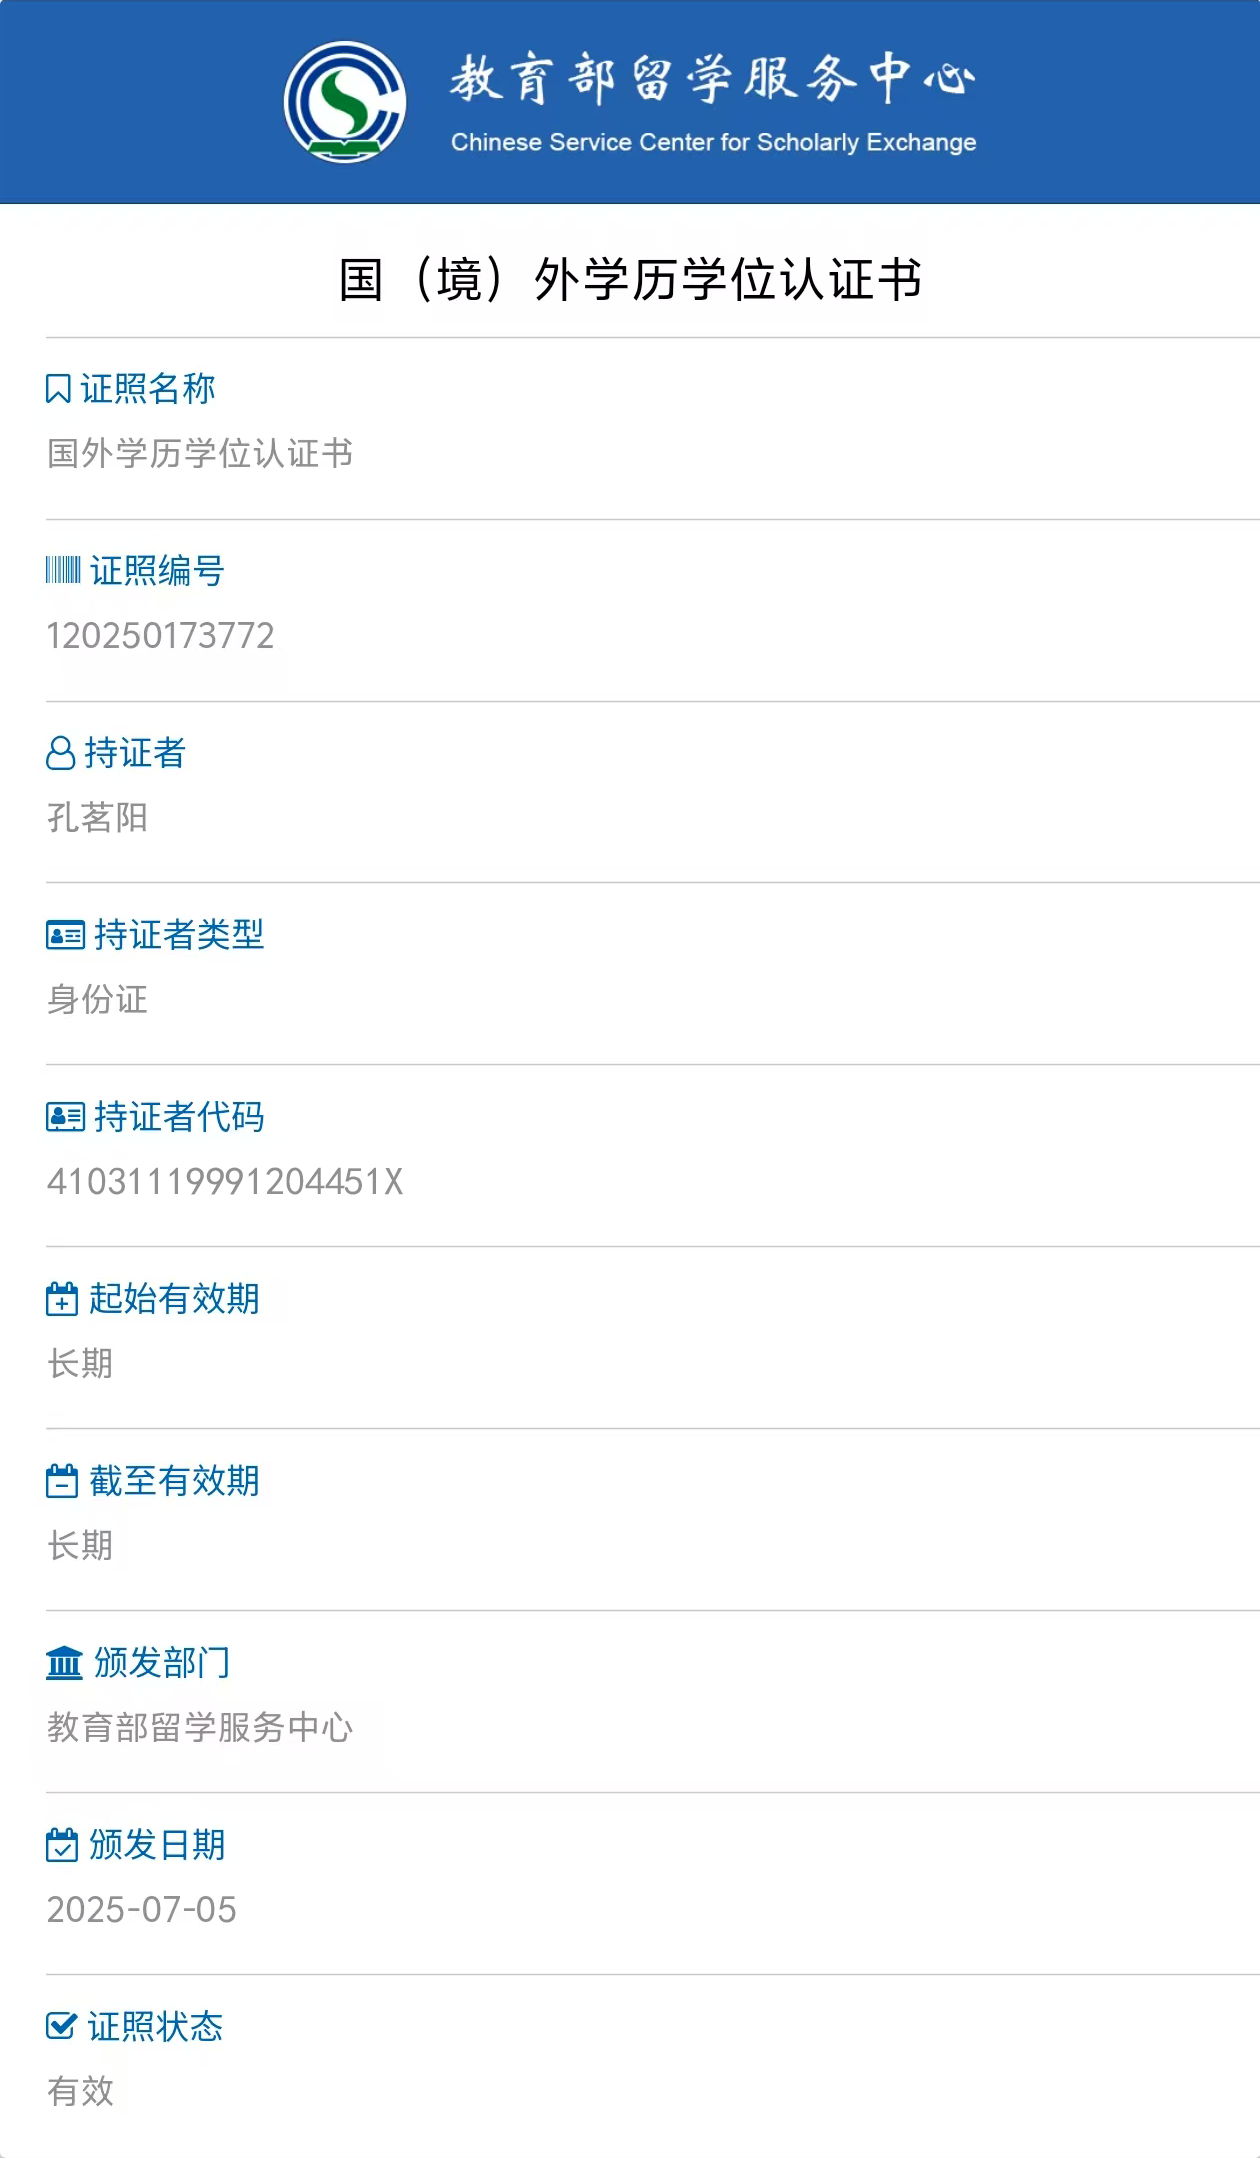 教育部留学服务中心
Chinese Service Center for Scholarly Exchange
国（境）外学历学位认证书
证照名称
国外学历学位认证书
证照编号
120250173772
持证者
孔茗阳
持证者类型
身份证
持证者代码
41031119991204451X
起始有效期
长期
截至有效期
长期
颁发部门
教育部留学服务中心
颁发日期
2025-07-05
证照状态
有效